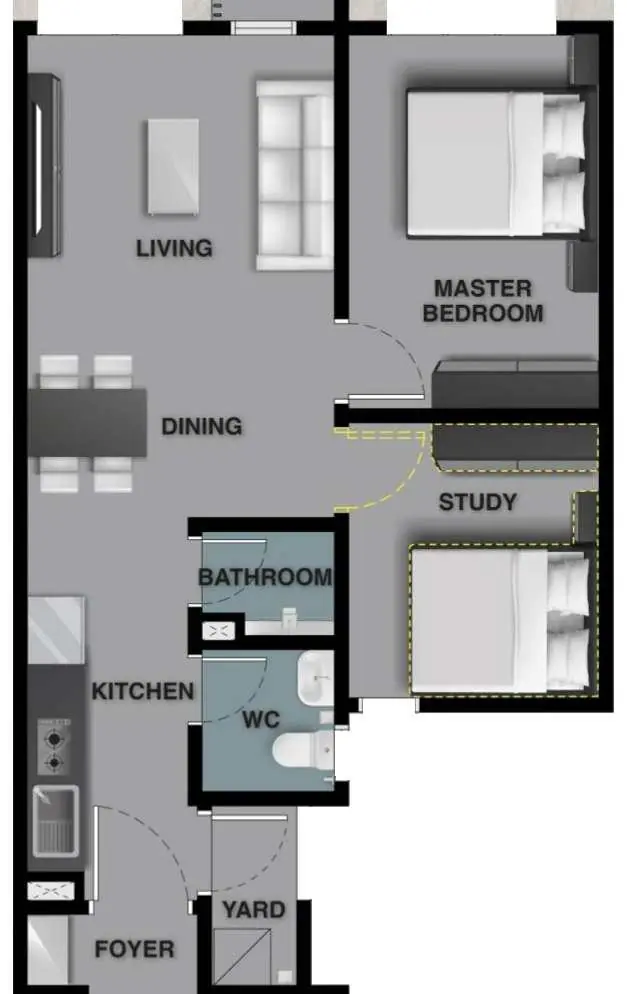 LIVING
MASTER
BEDROOM
DINING
STUDY
BATHROOM
KITCHEN
WC
YARD
FOYER